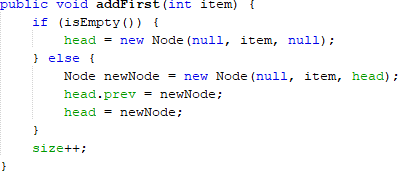 public void addFirst(int item) {
    if (isEmpty()) {
        head = new Node(null, item, null);
    } else {
        Node newNode = new Node(null, item, head);
        head.prev = newNode;
        head = newNode;
    }
    size++;
}